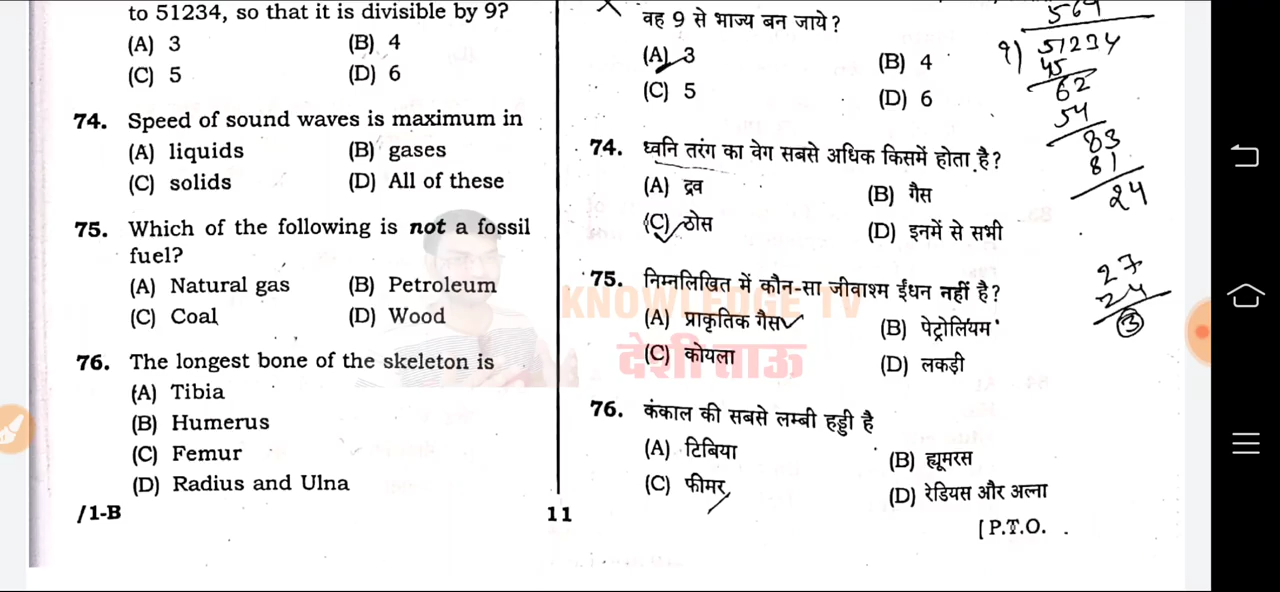 to 51234, so that it is divisible by 9?
(A) 3 (B) 4
(C) 5 (D) 6
74. Speed of sound waves is maximum in
(A) liquids (B) gases
(C) solids (D) All of these
75. Which of the following is not a fossil
fuel?
(A) Natural gas (B) Petroleum
(C) Coal (D) Wood
76. The longest bone of the skeleton is
(A) Tibia
(B) Humerus
(C) Femur
(D) Radius and Ulna
/1-B
11
वह 9 से भाज्य बन जाये?
(A) 3 (B) 4
(C) 5 (D) 6
74. ध्वनि तरंग का वेग सबसे अधिक किसमें होता है?
(A) द्रव (B) गैस
(C) ठोस (D) इनमें से सभी
75. निम्नलिखित में कौन-सा जीवाश्म ईंधन नहीं है?
(A) प्राकृतिक गैस (B) पेट्रोलियम
(C) कोयला (D) लकड़ी
76. कंकाल की सबसे लम्बी हड्डी है
(A) टिबिया (B) ह्यूमरस
(C) फीमर (D) रेडियस और अल्ना
[ P.T.O.
KNOWLEDGE TV
देशी ताऊ
9) 51234
45
62
54
83
81
24
27
24
3